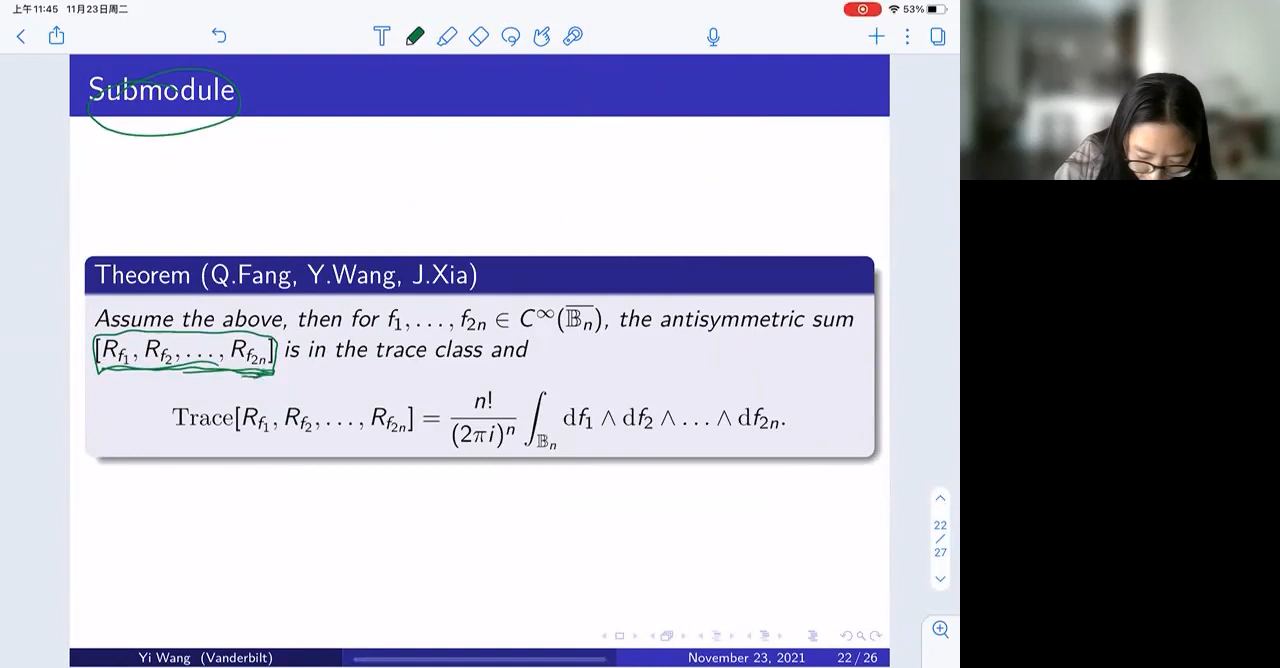 上午11:45 11月23日周二
53%
Submodule
Theorem (Q.Fang, Y.Wang, J.Xia)
Assume the above, then for f₁, . . . , f₂ₙ ∈ C^∞(\overline{𝔹ₙ}), the antisymmetric sum
[R_{f₁}, R_{f₂}, . . . , R_{f₂ₙ}] is in the trace class and
Trace[R_{f₁}, R_{f₂}, . . . , R_{f₂ₙ}] = \frac{n!}{(2πi)ⁿ} ∫_{𝔹ₙ} df₁ ∧ df₂ ∧ . . . ∧ df₂ₙ.
22
/
27
Yi Wang (Vanderbilt)
November 23, 2021
22 / 26